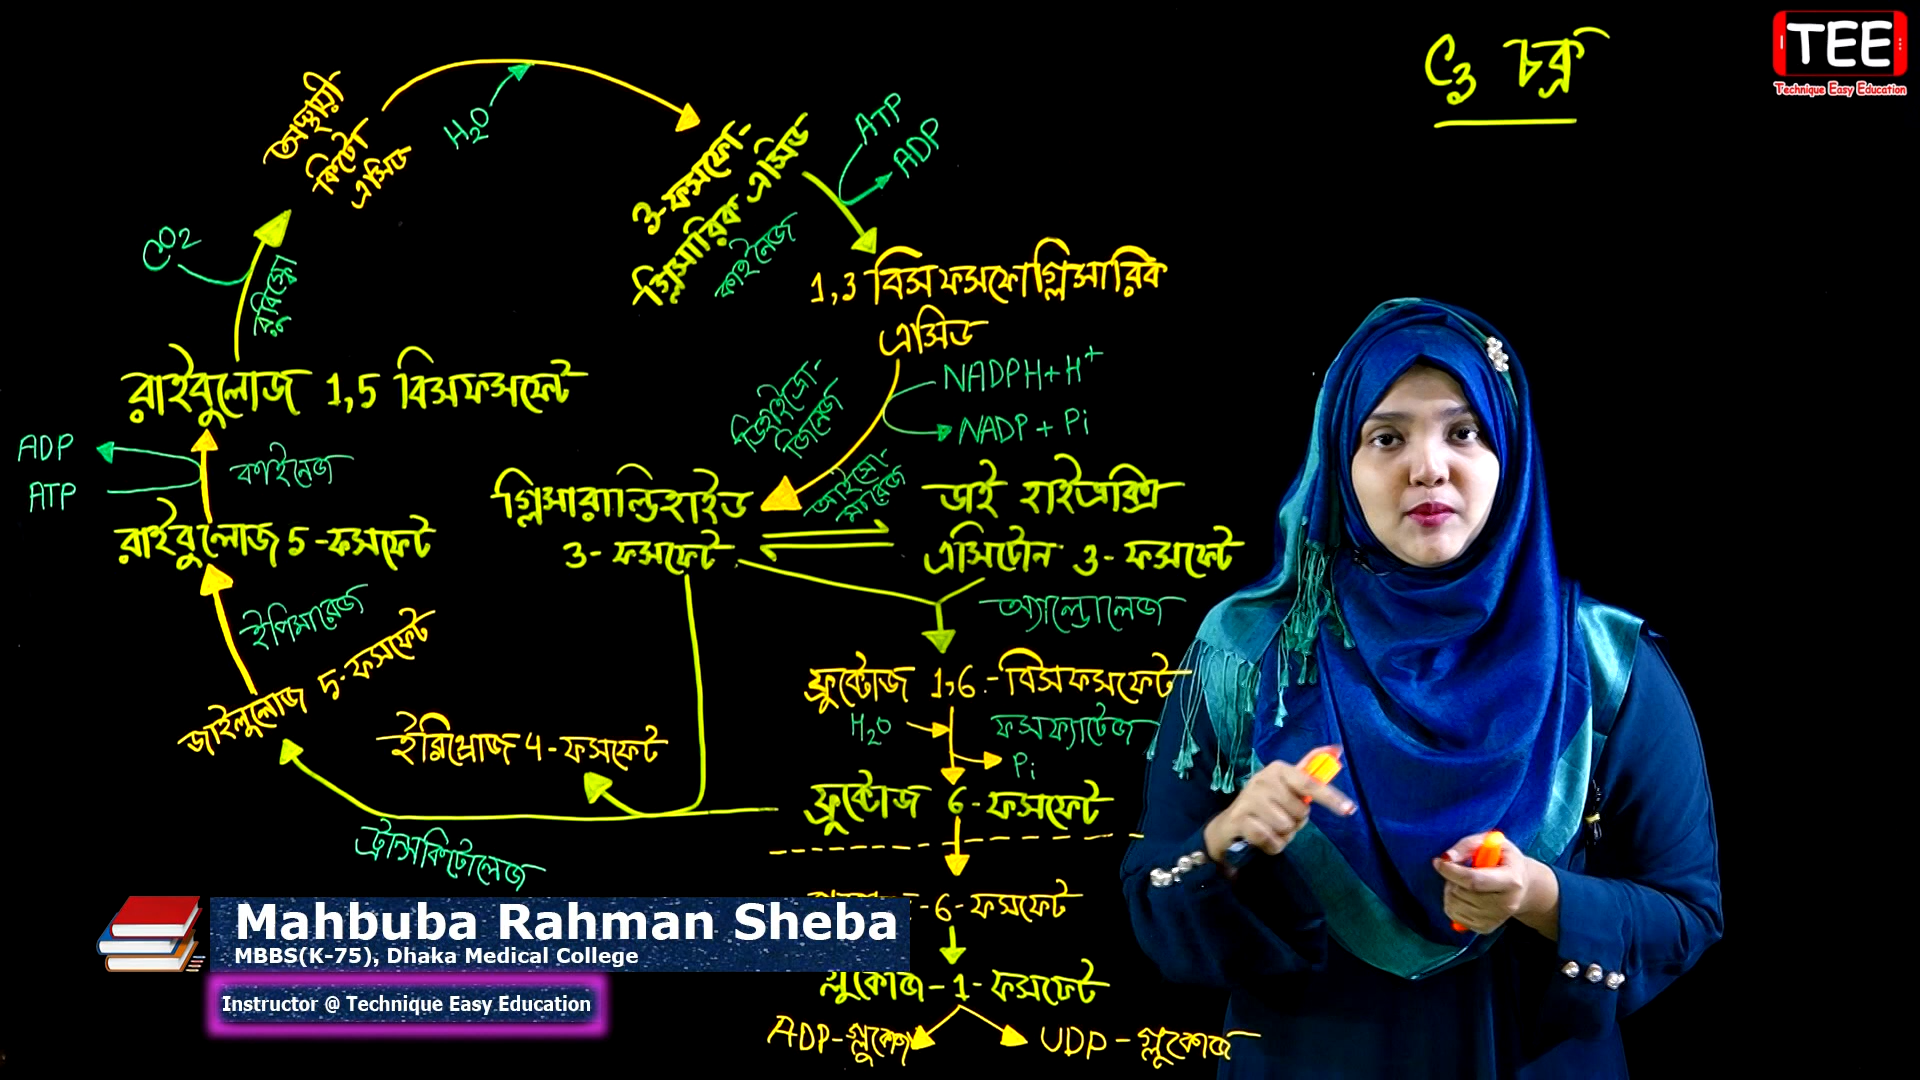 C3 চক্র
TEE
Technique Easy Education
অস্থায়ী
কিটো
এসিড
H2O
3-ফসফো-
গ্লিসারিক এসিড
কাইনেজ
ATP
ADP
CO2
রুবিস্কো
1,3 বিসফসফোগ্লিসারিক
এসিড
NADPH+H+
NADP + Pi
ডিহাইড্রো-
জিনেজ
রাইবুলোজ 1,5 বিসফসফেট
ADP
ATP
কাইনেজ
রাইবুলোজ 5-ফসফেট
ইপিমারেজ
জাইলুলোজ 5-ফসফেট
গ্লিসারাল্ডিহাইড
3- ফসফেট
আইসো-
মারেজ
ডাই হাইড্রক্সি
এসিটোন 3- ফসফেট
অ্যাল্ডোলেজ
ফ্রুক্টোজ 1,6-বিসফসফেট
H2O
ফসফ্যাটেজ
Pi
ইরিথ্রোজ 4-ফসফেট
ফ্রুক্টোজ 6-ফসফেট
ট্রান্সকিটোলেজ
-6-ফসফেট
গ্লুকোজ-1-ফসফেট
ADP-গ্লুকোজ
UDP-গ্লুকোজ
Mahbuba Rahman Sheba
MBBS(K-75), Dhaka Medical College
Instructor @ Technique Easy Education